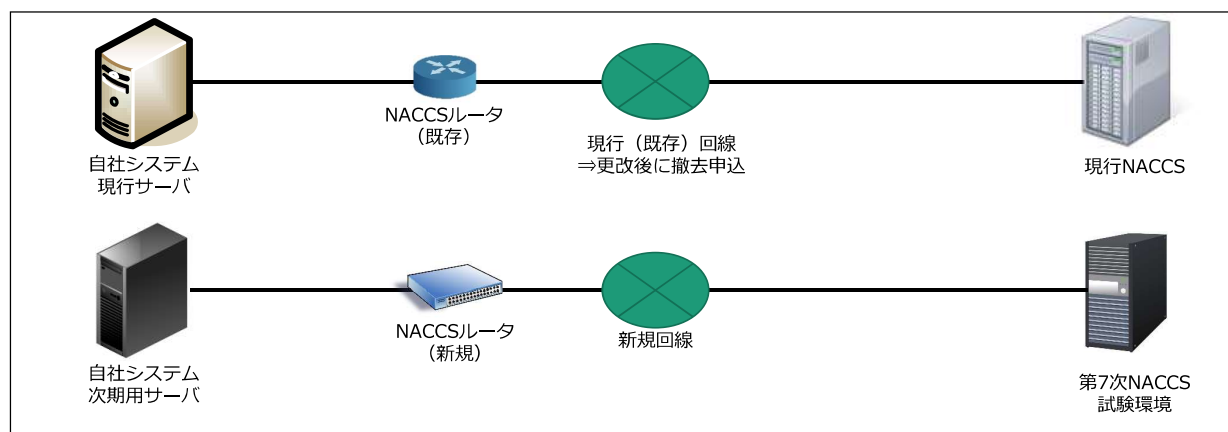 NACCSルータ
（既存）
現行（既存）回線
⇒更改後に撤去申込
自社システム
現行サーバ
現行NACCS
NACCSルータ
（新規）
新規回線
自社システム
次期用サーバ
第7次NACCS
試験環境